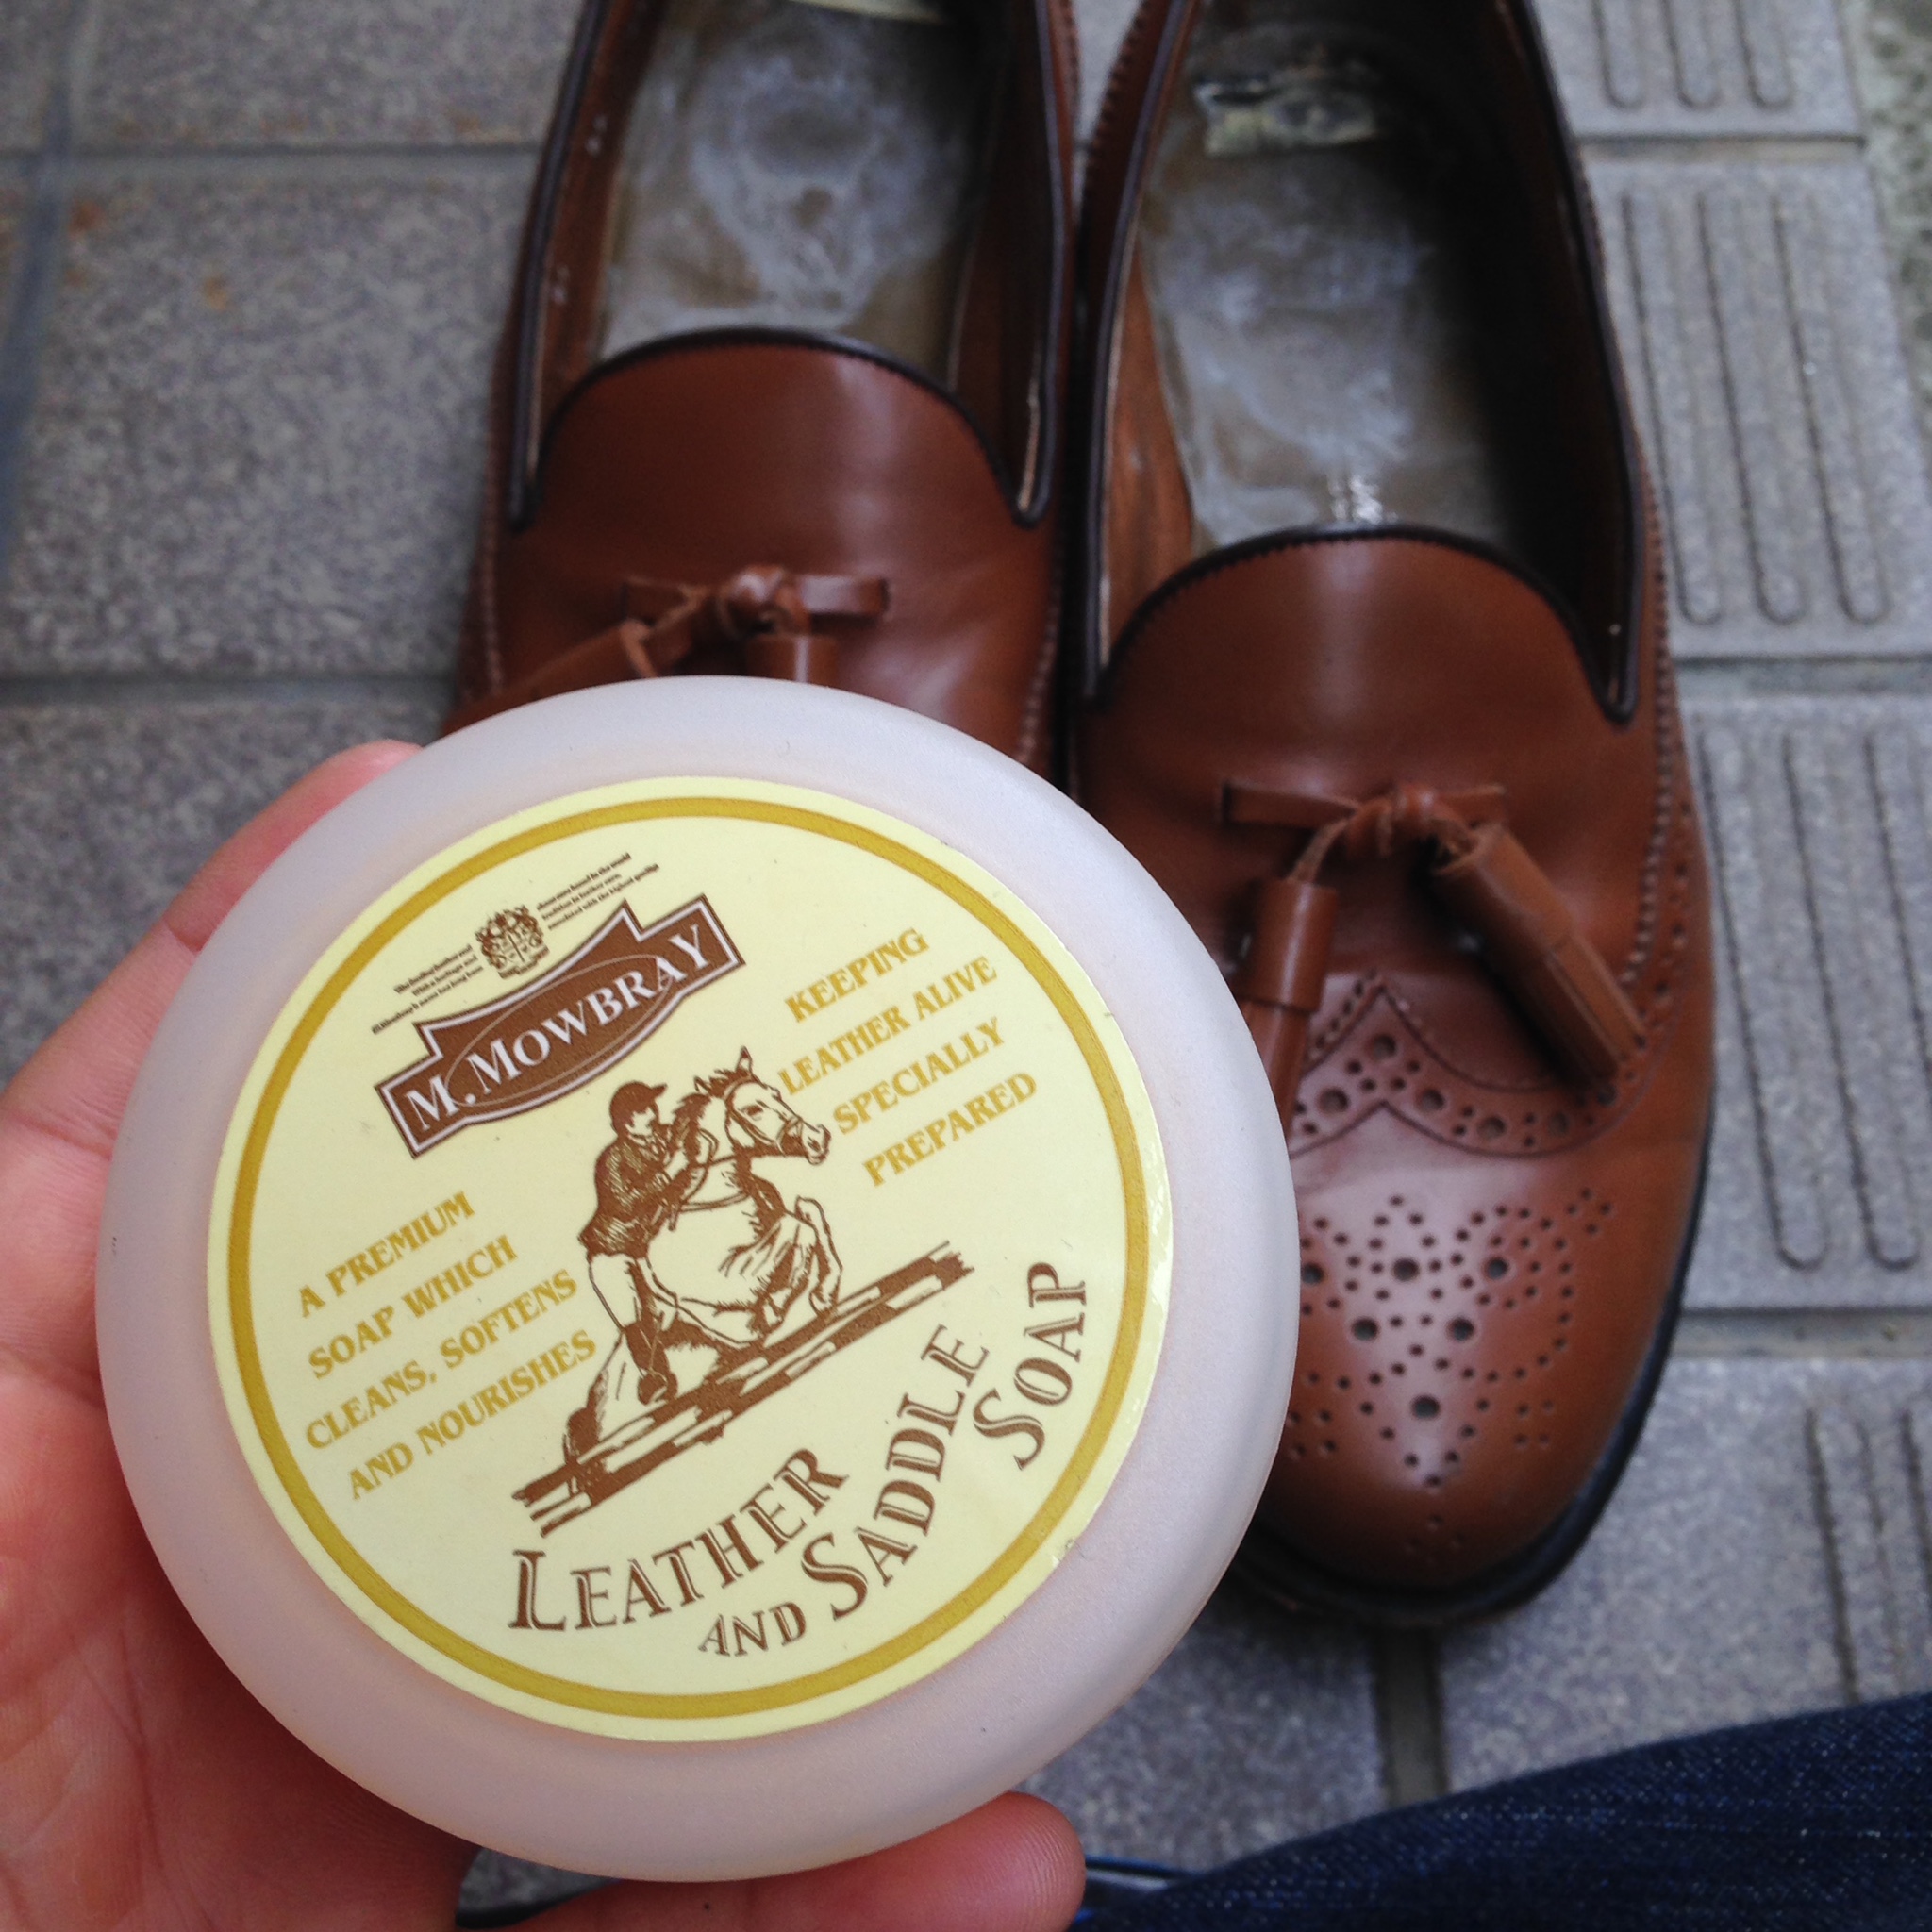 M. MOWBRAY
KEEPING
LEATHER ALIVE
SPECIALLY
PREPARED
A PREMIUM
SOAP WHICH
CLEANS, SOFTENS
AND NOURISHES
LEATHER
AND SADDLE
SOAP